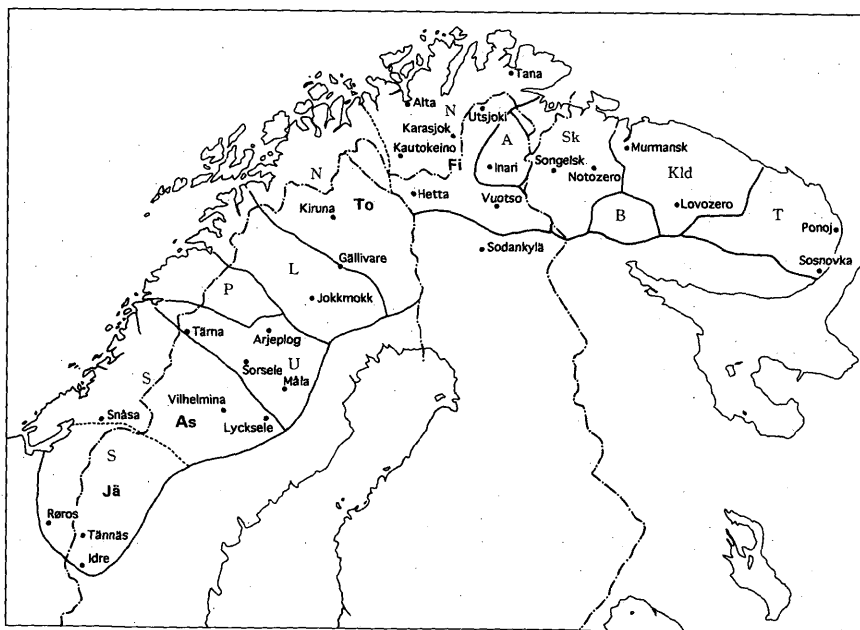 Tana
Alta
N
Utsjoki
Karasjok
A
Sk
Murmansk
Kautokeino
Fi
Inari
Songelsk
Notozero
Kld
N
Hetta
Vuotso
Lovozero
T
Kiruna
To
B
Ponoj
Sodankylä
Gällivare
Sosnovka
L
P
Jokkmokk
Tärna
Arjeplog
Sorsele
U
S
Måla
Vilhelmina
As
Snåsa
Lycksele
S
Jä
Røros
Tännäs
Idre